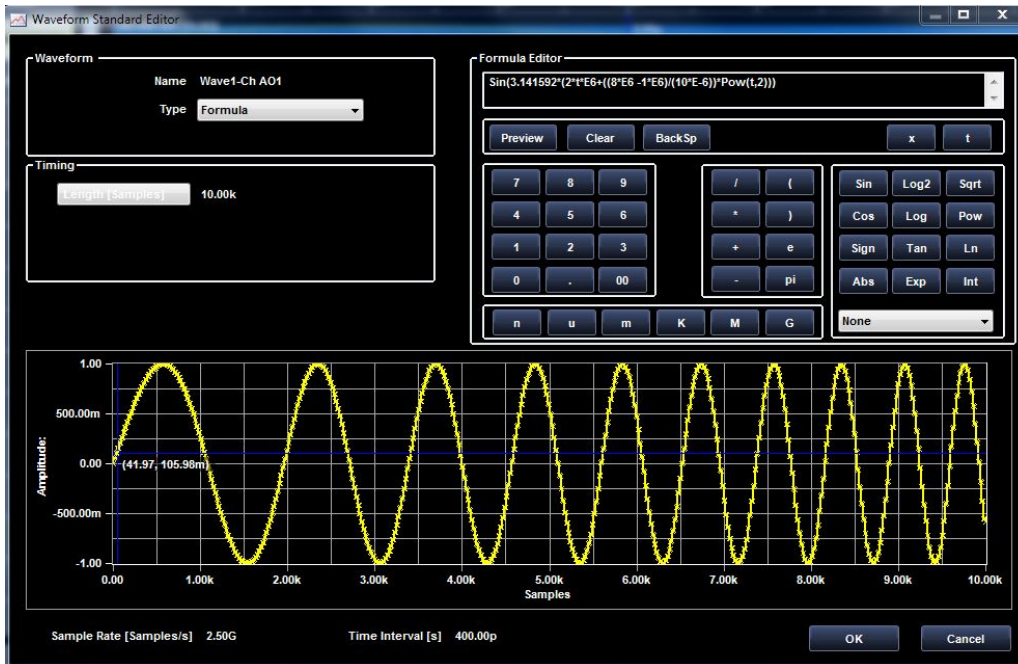 Waveform Standard Editor
Waveform
Name Wave1-Ch AO1
Type Formula
Timing
Length [Samples] 10.00k
Formula Editor
Sin(3.141592*(2*t*E6+((8*E6 -1*E6)/(10*E-6))*Pow(t,2)))
Preview Clear BackSp x t
7 8 9 / ( Sin Log2 Sqrt
4 5 6 * ) Cos Log Pow
1 2 3 + e Sign Tan Ln
0 . 00 - pi Abs Exp Int
n u m K M G None
1.00
500.00m
0.00
-500.00m
-1.00
Amplitude:
(41.97, 105.98m)
0.00 1.00k 2.00k 3.00k 4.00k 5.00k 6.00k 7.00k 8.00k 9.00k 10.00k
Samples
Sample Rate [Samples/s] 2.50G Time Interval [s] 400.00p
OK Cancel